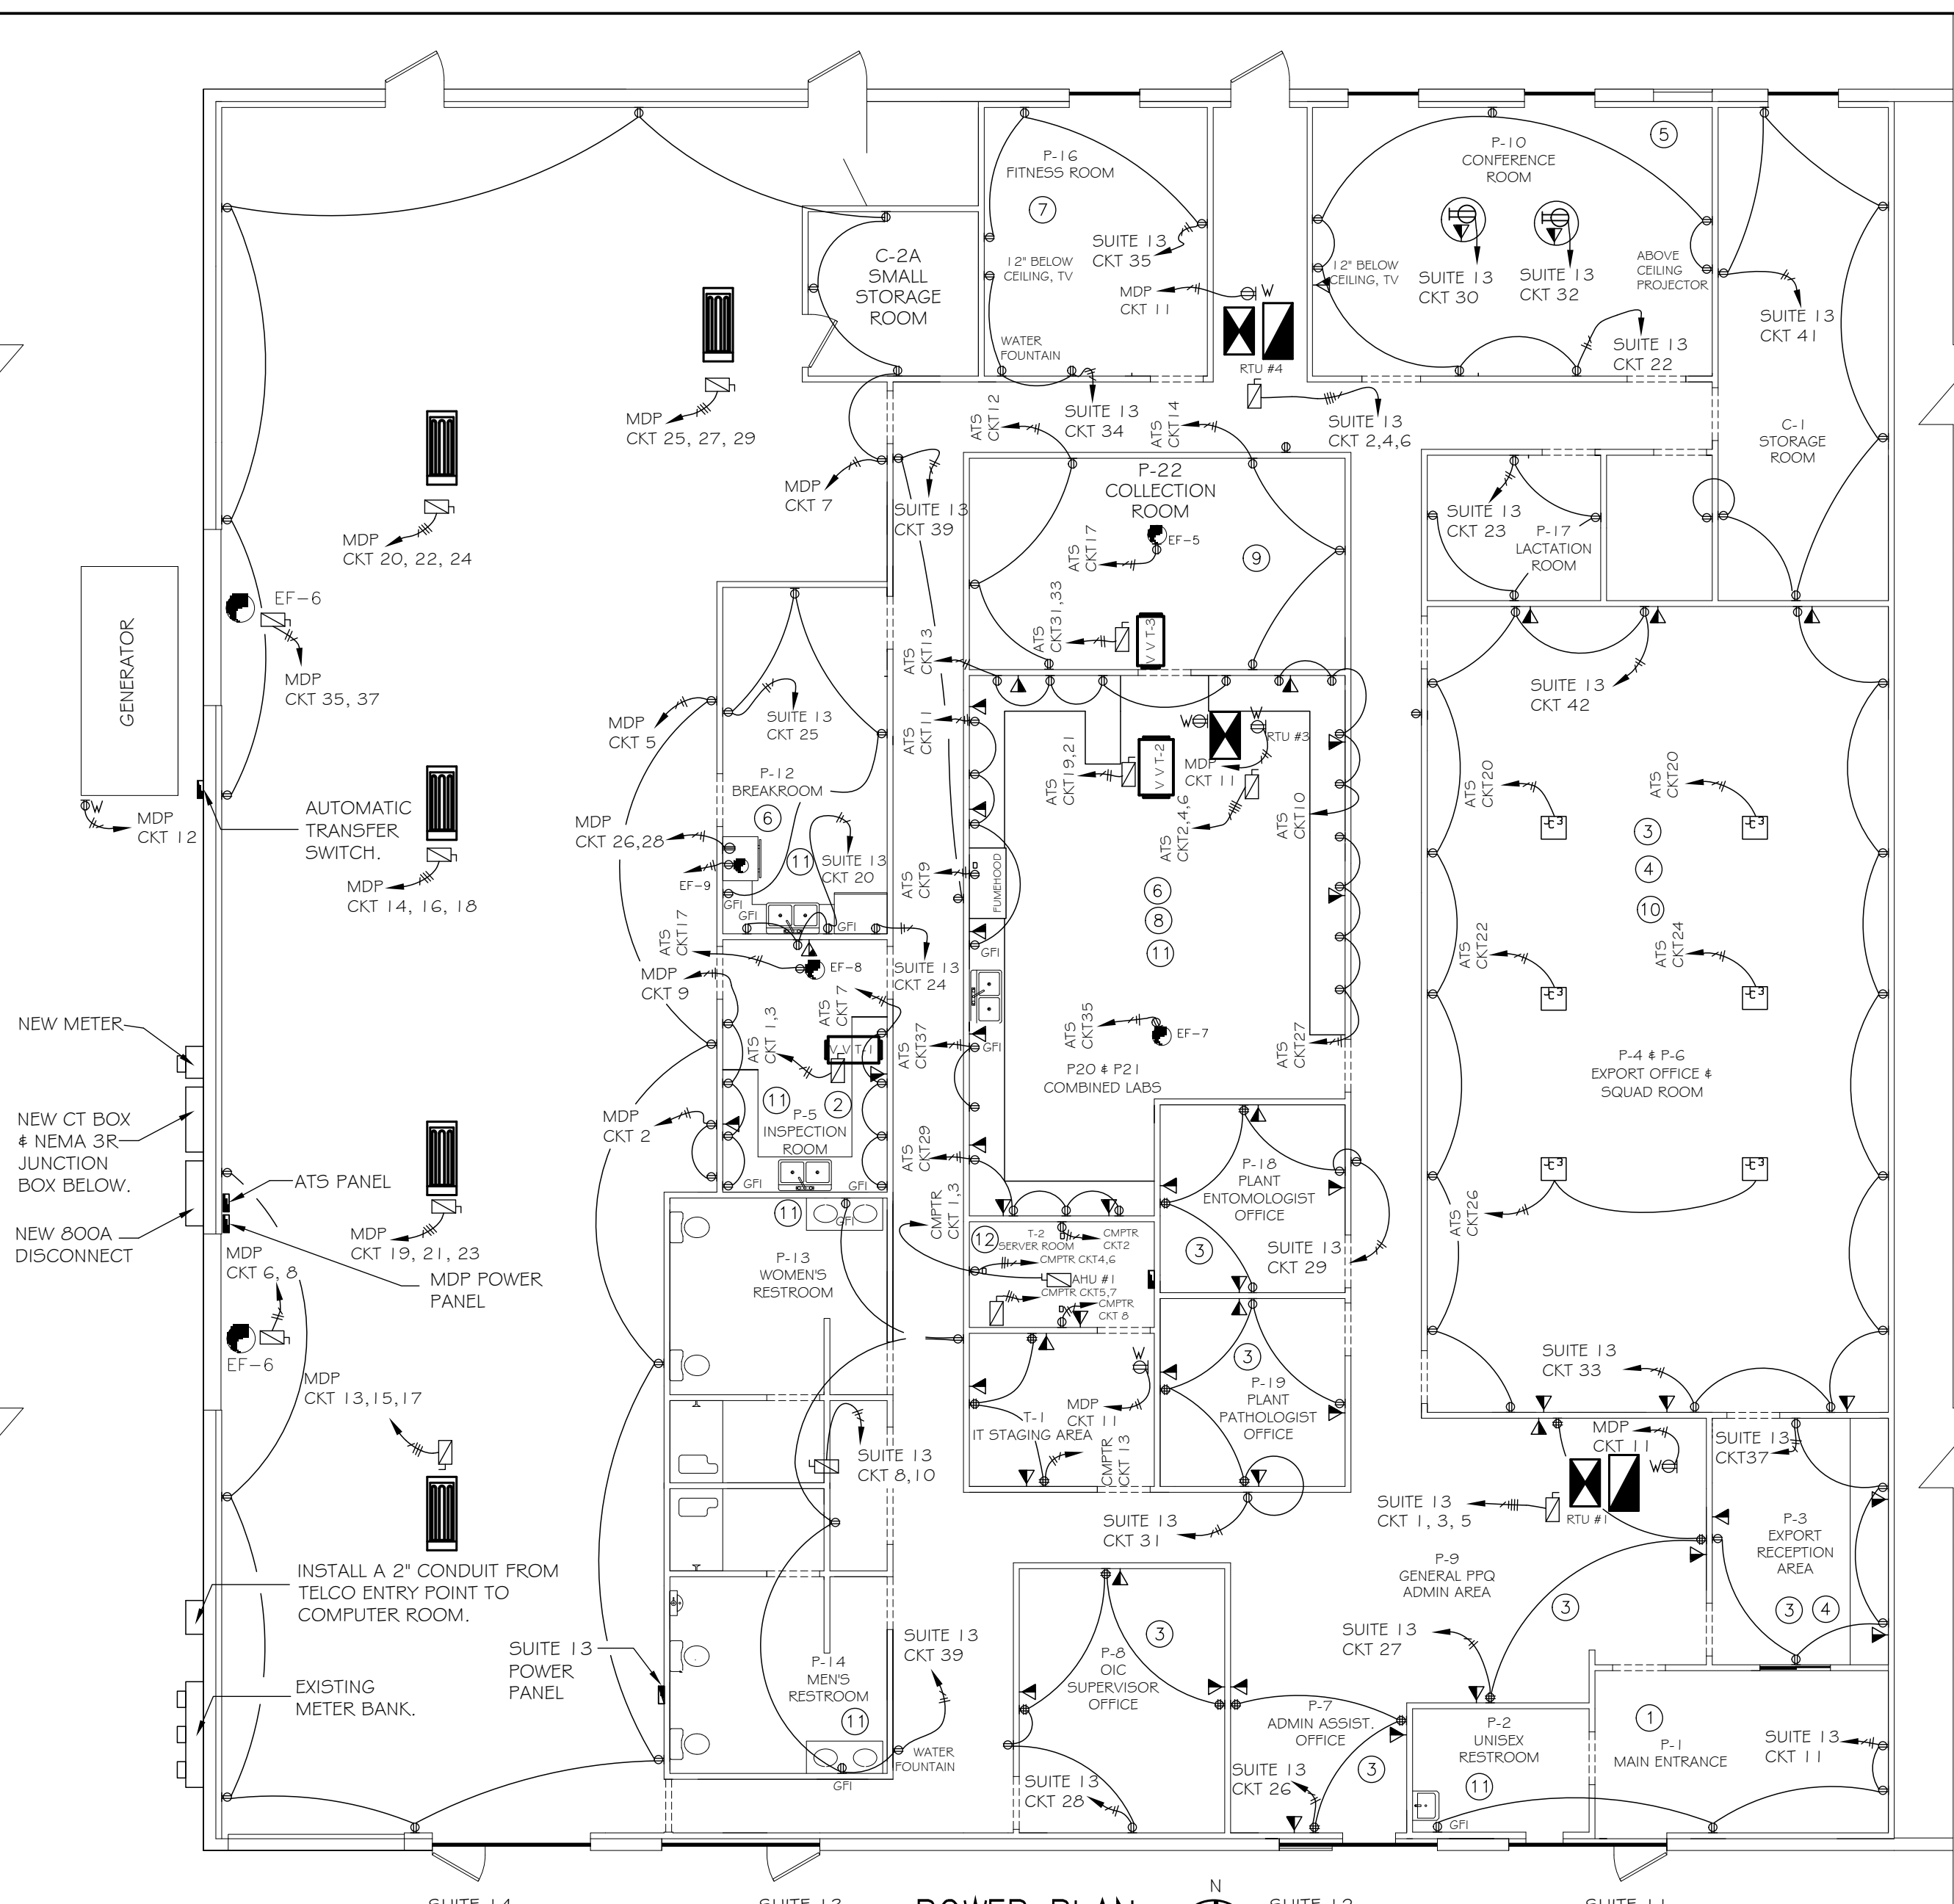 P-16
FITNESS ROOM
7
SUITE 13
CKT 35
12" BELOW
CEILING, TV
MDP
CKT 11
W
RTU #4
WATER
FOUNTAIN
SUITE 13
CKT 34
P-10
CONFERENCE
ROOM
5
12" BELOW
CEILING, TV
SUITE 13
CKT 30
SUITE 13
CKT 32
ABOVE
CEILING
PROJECTOR
SUITE 13
CKT 22
SUITE 13
CKT 41
C-1
STORAGE
ROOM
C-2A
SMALL
STORAGE
ROOM
MDP
CKT 25, 27, 29
MDP
CKT 7
SUITE 13
CKT 39
ATS
CKT12
ATS
CKT14
SUITE 13
CKT 2,4,6
MDP
CKT 20, 22, 24
P-22
COLLECTION
ROOM
ATS
CKT17
EF-5
9
ATS
CKT31,33
V V T-3
SUITE 13
CKT 23
P-17
LACTATION
ROOM
GENERATOR
EF-6
MDP
CKT 35, 37
W
MDP
CKT 12
AUTOMATIC
TRANSFER
SWITCH.
MDP
CKT 14, 16, 18
MDP
CKT 5
SUITE 13
CKT 25
P-12
BREAKROOM
6
MDP
CKT 26,28
EF-9
11
SUITE 13
CKT 20
GFI
GFI
GFI
SUITE 13
CKT 24
ATS
CKT13
ATS
CKT11
ATS
CKT9
FUMEHOOD
GFI
GFI
ATS
CKT19,21
V V T-2
W
W
RTU #3
MDP
CKT 11
ATS
CKT2,4,6
ATS
CKT10
6
8
11
ATS
CKT35
EF-7
ATS
CKT27
P20 & P21
COMBINED LABS
SUITE 13
CKT 42
ATS
CKT20
ATS
CKT20
3
4
10
ATS
CKT22
ATS
CKT24
P-4 & P-6
EXPORT OFFICE &
SQUAD ROOM
ATS
CKT26
SUITE 13
CKT 33
ATS
CKT17
EF-8
MDP
CKT 9
ATS
CKT 7
ATS
CKT 1,3
V V T-1
ATS
CKT37
11
2
P-5
INSPECTION
ROOM
GFI
GFI
MDP
CKT 2
ATS
CKT29
NEW METER
NEW CT BOX
& NEMA 3R
JUNCTION
BOX BELOW.
NEW 800A
DISCONNECT
ATS PANEL
MDP
CKT 19, 21, 23
MDP POWER
PANEL
MDP
CKT 6, 8
EF-6
MDP
CKT 13,15,17
11
GFI
P-13
WOMEN'S
RESTROOM
CMPTR
CKT 1,3
12
T-2
SERVER ROOM
CMPTR
CKT2
CMPTR CKT4,6
AHU #1
CMPTR CKT5,7
CMPTR
CKT 8
P-18
PLANT
ENTOMOLOGIST
OFFICE
3
SUITE 13
CKT 29
3
P-19
PLANT
PATHOLOGIST
OFFICE
W
MDP
CKT 11
T-1
IT STAGING AREA
CMPTR
CKT 13
SUITE 13
CKT 8,10
SUITE 13
CKT 31
MDP
CKT 11
W
SUITE 13
CKT 1, 3, 5
RTU #1
SUITE 13
CKT37
P-3
EXPORT
RECEPTION
AREA
3
4
P-9
GENERAL PPQ
ADMIN AREA
3
SUITE 13
CKT 27
INSTALL A 2" CONDUIT FROM
TELCO ENTRY POINT TO
COMPUTER ROOM.
SUITE 13
POWER
PANEL
EXISTING
METER BANK.
P-14
MEN'S
RESTROOM
11
GFI
SUITE 13
CKT 39
WATER
FOUNTAIN
3
P-8
OIC
SUPERVISOR
OFFICE
SUITE 13
CKT 28
P-7
ADMIN ASSIST.
OFFICE
3
SUITE 13
CKT 26
P-2
UNISEX
RESTROOM
11
GFI
1
P-1
MAIN ENTRANCE
SUITE 13
CKT 11
N
POWER PLAN